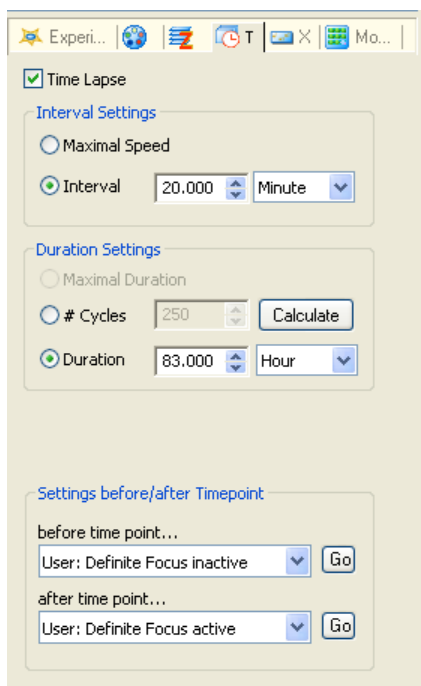 Experi... T X Mo...
Time Lapse
Interval Settings
Maximal Speed
Interval 20.000 Minute
Duration Settings
Maximal Duration
# Cycles 250 Calculate
Duration 83.000 Hour
Settings before/after Timepoint
before time point...
User: Definite Focus inactive Go
after time point...
User: Definite Focus active Go